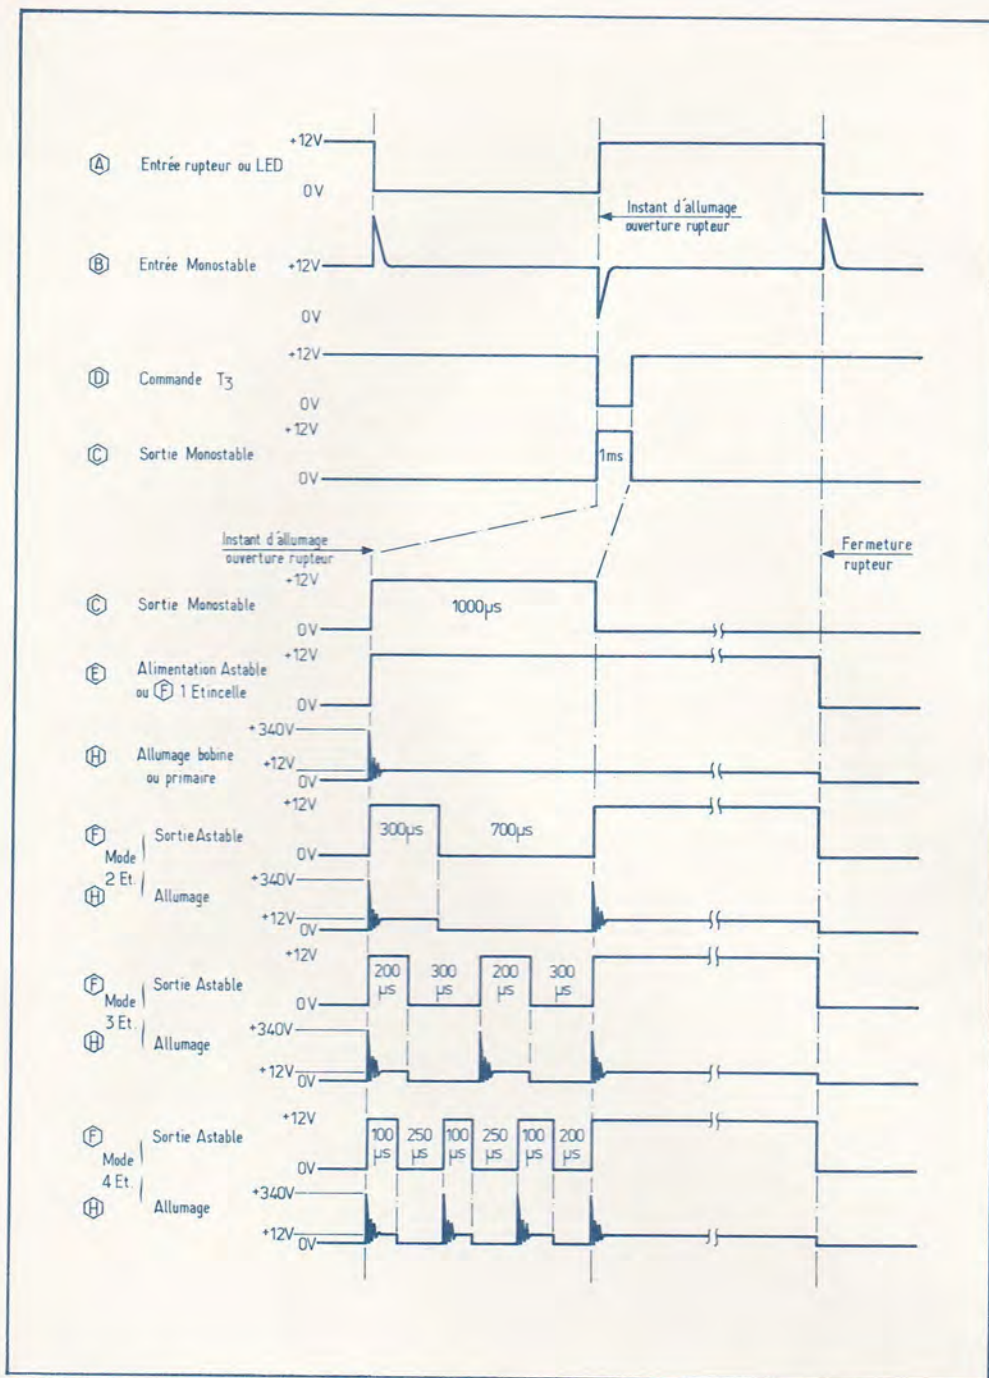 +12V
A Entrée rupteur ou LED
0V
Instant d'allumage
ouverture rupteur
B Entrée Monostable +12V
0V
+12V
D Commande T3
0V
+12V
C Sortie Monostable 1ms
0V
Instant d'allumage
ouverture rupteur
Fermeture
rupteur
+12V
C Sortie Monostable 1000µs
0V
+12V
E Alimentation Astable
ou F 1 Etincelle
0V
+340V
H Allumage bobine
ou primaire
+12V
0V
+12V
F Sortie Astable 300µs 700µs
0V
Mode
2 Et.
+340V
H Allumage
+12V
0V
+12V
F Sortie Astable 200 µs 300 µs 200 µs 300 µs
0V
Mode
3 Et.
+340V
H Allumage
+12V
0V
+12V
F Sortie Astable 100 µs 250 µs 100 µs 250 µs 100 µs 200 µs
0V
Mode
4 Et.
+340V
H Allumage
+12V
0V